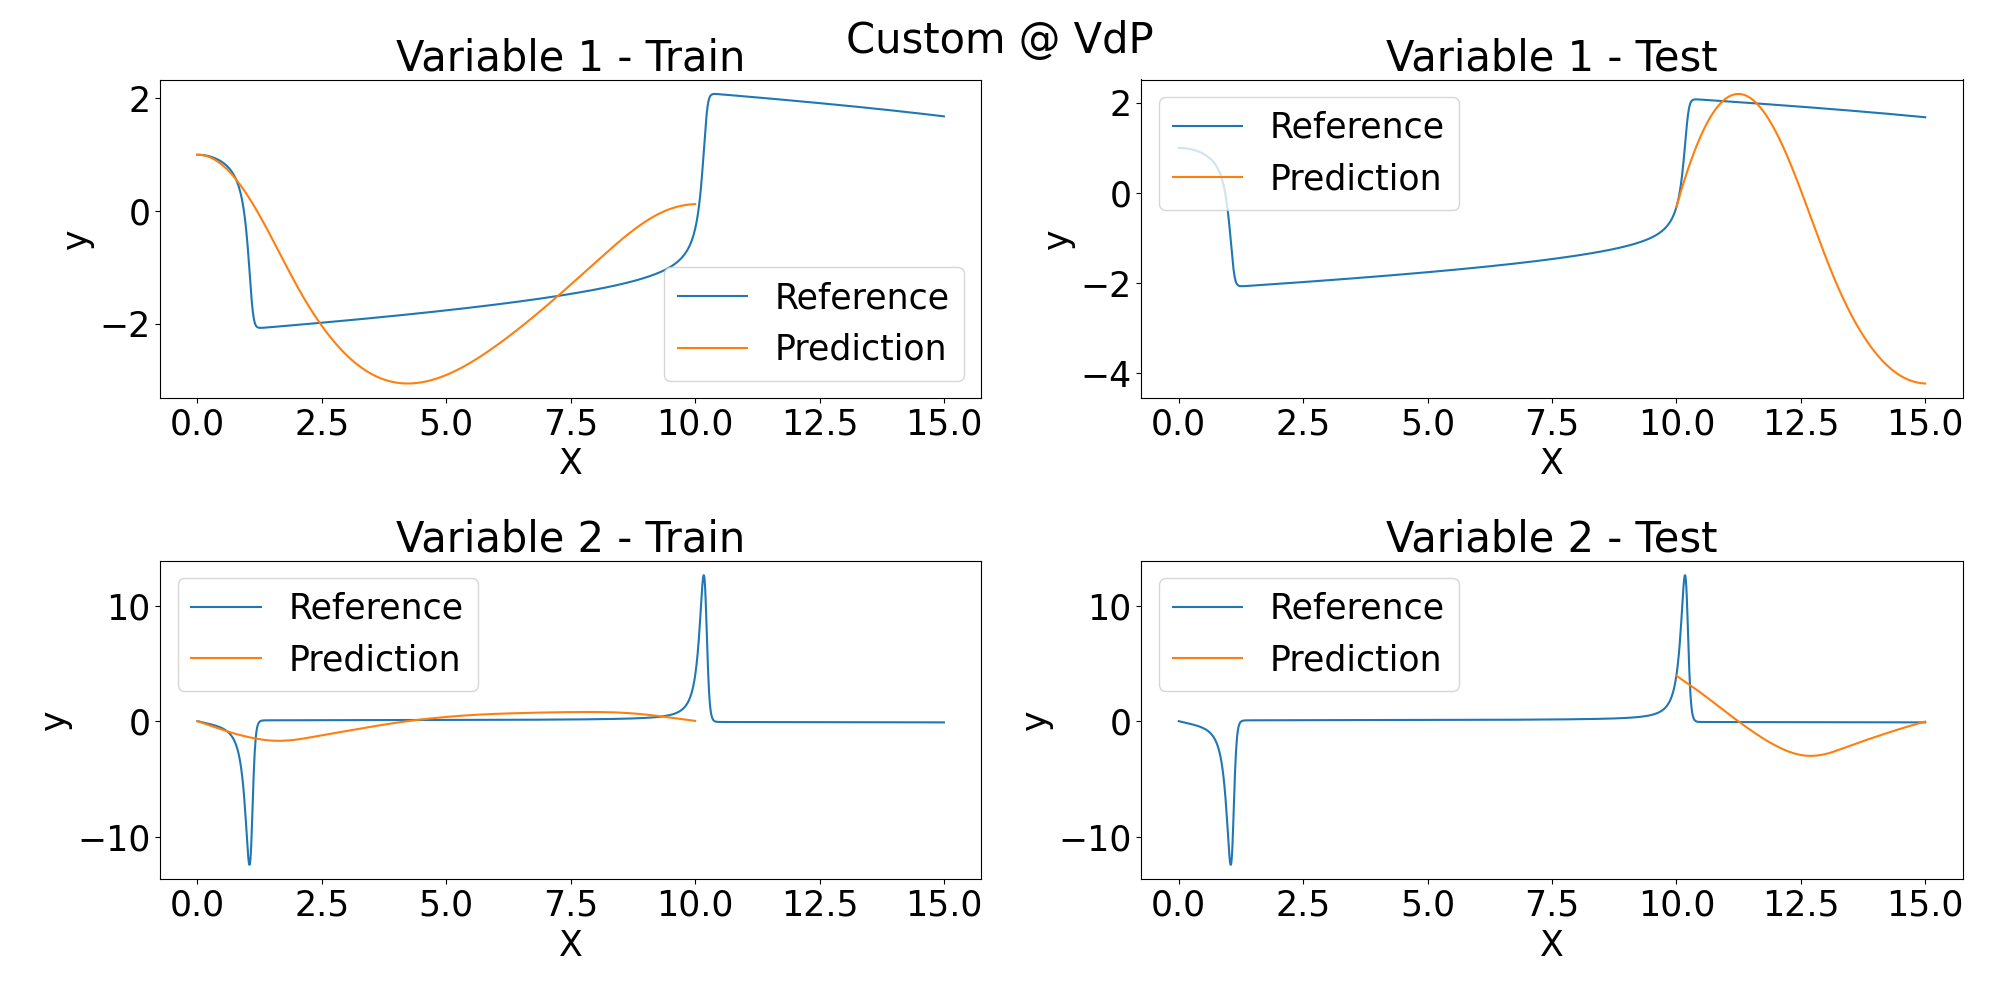 Custom @ VdP
Variable 1 - Train
2
0
−2
y
Reference
Prediction
0.0 2.5 5.0 7.5 10.0 12.5 15.0
X
Variable 1 - Test
2
0
−2
−4
y
Reference
Prediction
0.0 2.5 5.0 7.5 10.0 12.5 15.0
X
Variable 2 - Train
10
0
−10
y
Reference
Prediction
0.0 2.5 5.0 7.5 10.0 12.5 15.0
X
Variable 2 - Test
10
0
−10
y
Reference
Prediction
0.0 2.5 5.0 7.5 10.0 12.5 15.0
X